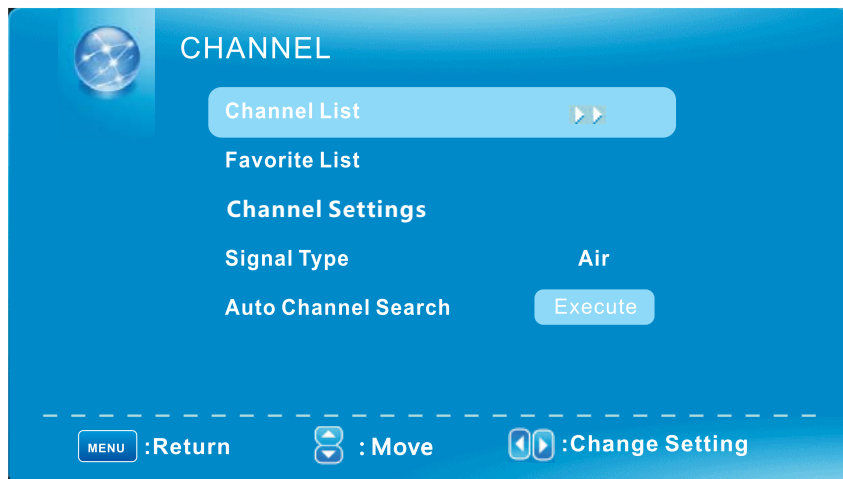 CHANNEL
Channel List
Favorite List
Channel Settings
Signal Type Air
Auto Channel Search Execute
MENU :Return : Move :Change Setting